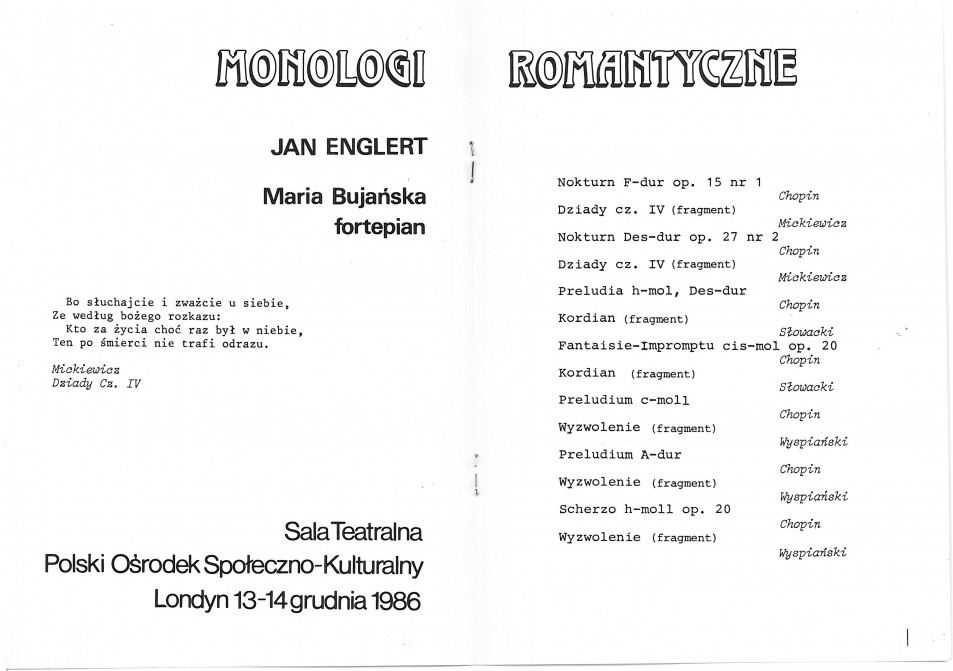 MONOLOGI ROMANTYCZNE
JAN ENGLERT
Maria Bujańska
fortepian
Bo słuchajcie i zważcie u siebie,
Ze według bożego rozkazu:
Kto za życia choć raz był w niebie,
Ten po śmierci nie trafi odrazu.
Mickiewicz
Dziady Cz. IV
Sala Teatralna
Polski Ośrodek Społeczno-Kulturalny
Londyn 13-14 grudnia 1986
Nokturn F-dur op. 15 nr 1
Chopin
Dziady cz. IV (fragment)
Mickiewicz
Nokturn Des-dur op. 27 nr 2
Chopin
Dziady cz. IV (fragment)
Mickiewicz
Preludia h-mol, Des-dur
Chopin
Kordian (fragment)
Słowacki
Fantaisie-Impromptu cis-mol op. 20
Chopin
Kordian (fragment)
Słowacki
Preludium c-moll
Chopin
Wyzwolenie (fragment)
Wyspiański
Preludium A-dur
Chopin
Wyzwolenie (fragment)
Wyspiański
Scherzo h-moll op. 20
Chopin
Wyzwolenie (fragment)
Wyspiański